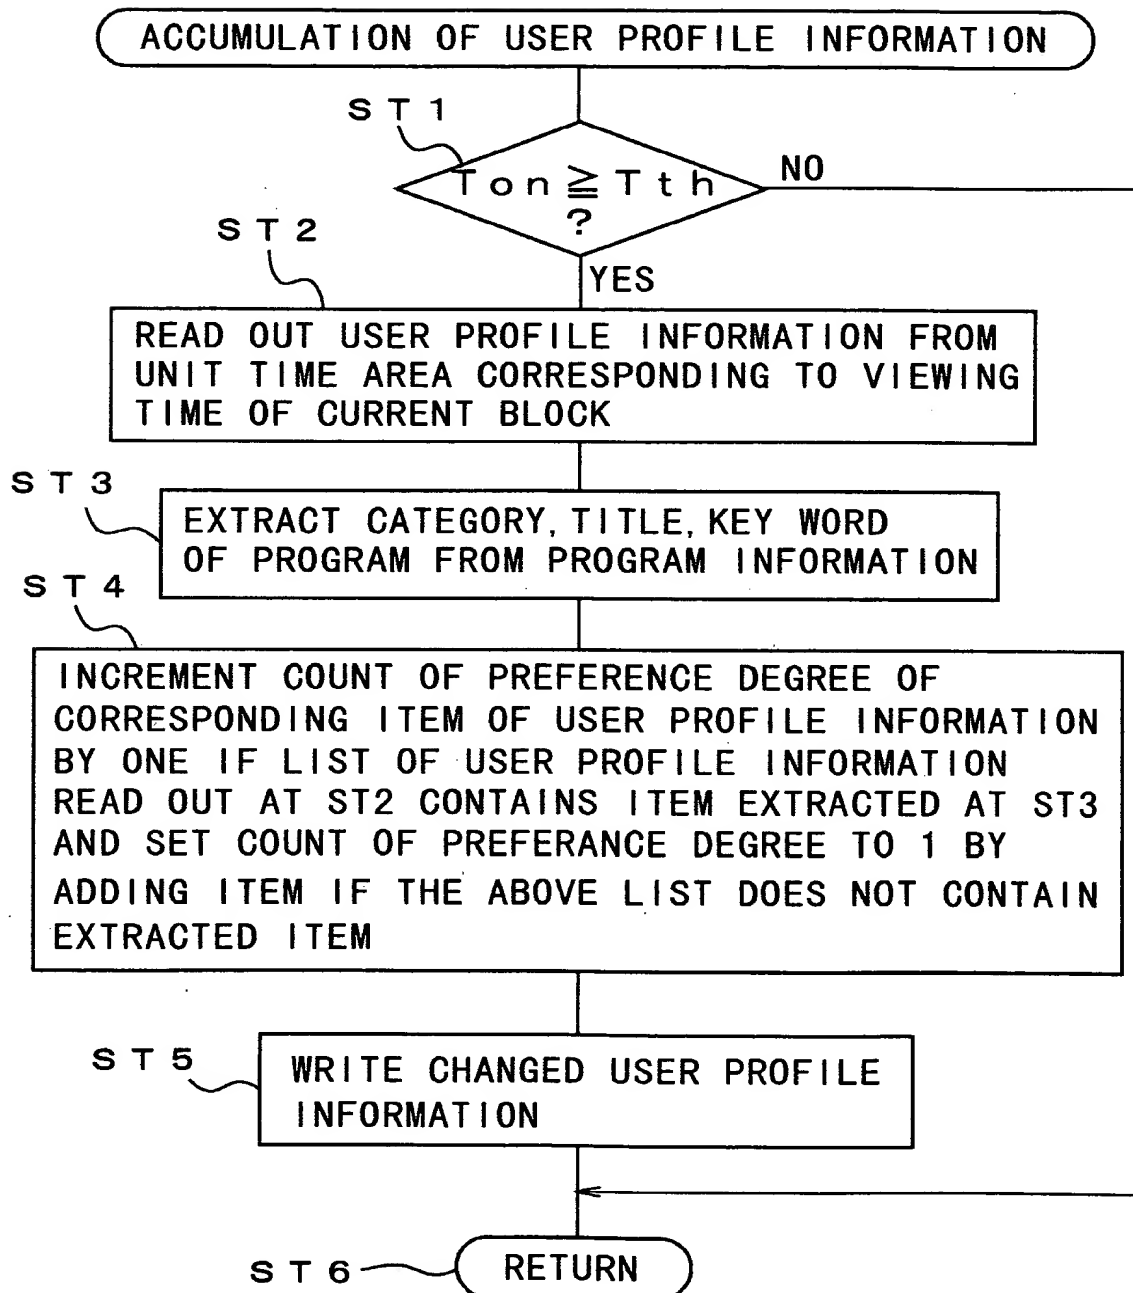 ACCUMULATION OF USER PROFILE INFORMATION
ST1
Ton ≧ Tth
?
NO
YES
ST2
READ OUT USER PROFILE INFORMATION FROM
UNIT TIME AREA CORRESPONDING TO VIEWING
TIME OF CURRENT BLOCK
ST3
EXTRACT CATEGORY, TITLE, KEY WORD
OF PROGRAM FROM PROGRAM INFORMATION
ST4
INCREMENT COUNT OF PREFERENCE DEGREE OF
CORRESPONDING ITEM OF USER PROFILE INFORMATION
BY ONE IF LIST OF USER PROFILE INFORMATION
READ OUT AT ST2 CONTAINS ITEM EXTRACTED AT ST3
AND SET COUNT OF PREFERANCE DEGREE TO 1 BY
ADDING ITEM IF THE ABOVE LIST DOES NOT CONTAIN
EXTRACTED ITEM
ST5
WRITE CHANGED USER PROFILE
INFORMATION
ST6
RETURN